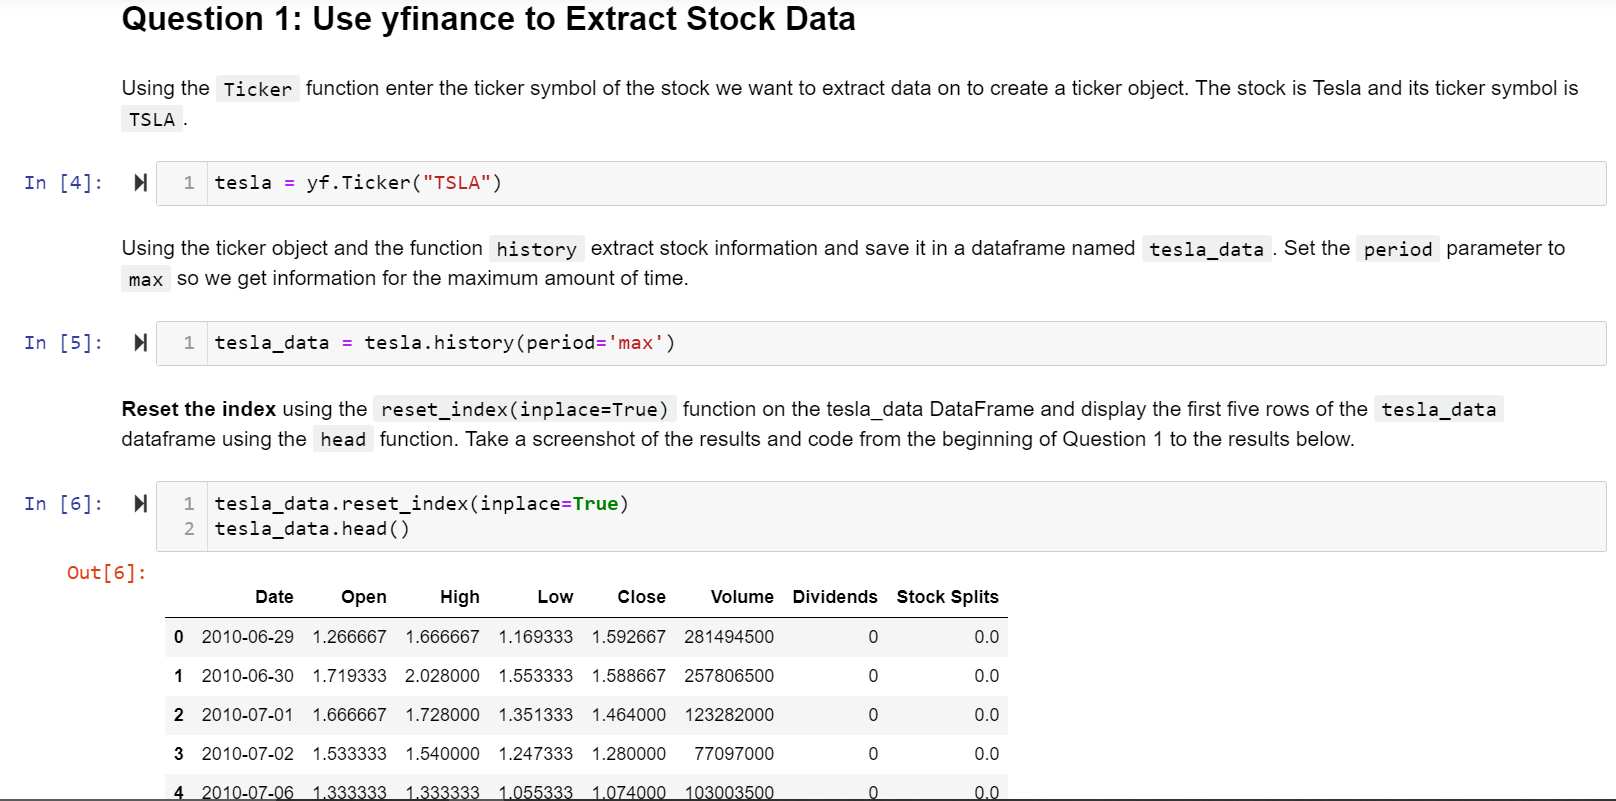 Question 1: Use yfinance to Extract Stock Data
Using the Ticker function enter the ticker symbol of the stock we want to extract data on to create a ticker object. The stock is Tesla and its ticker symbol is
TSLA .
In [4]: 1 tesla = yf.Ticker("TSLA")
Using the ticker object and the function history extract stock information and save it in a dataframe named tesla_data . Set the period parameter to
max so we get information for the maximum amount of time.
In [5]: 1 tesla_data = tesla.history(period='max')
Reset the index using the reset_index(inplace=True) function on the tesla_data DataFrame and display the first five rows of the tesla_data
dataframe using the head function. Take a screenshot of the results and code from the beginning of Question 1 to the results below.
In [6]: 1 tesla_data.reset_index(inplace=True)
2 tesla_data.head()
Out[6]:
Date Open High Low Close Volume Dividends Stock Splits
0 2010-06-29 1.266667 1.666667 1.169333 1.592667 281494500 0 0.0
1 2010-06-30 1.719333 2.028000 1.553333 1.588667 257806500 0 0.0
2 2010-07-01 1.666667 1.728000 1.351333 1.464000 123282000 0 0.0
3 2010-07-02 1.533333 1.540000 1.247333 1.280000 77097000 0 0.0
4 2010-07-06 1.333333 1.333333 1.055333 1.074000 103003500 0 0.0